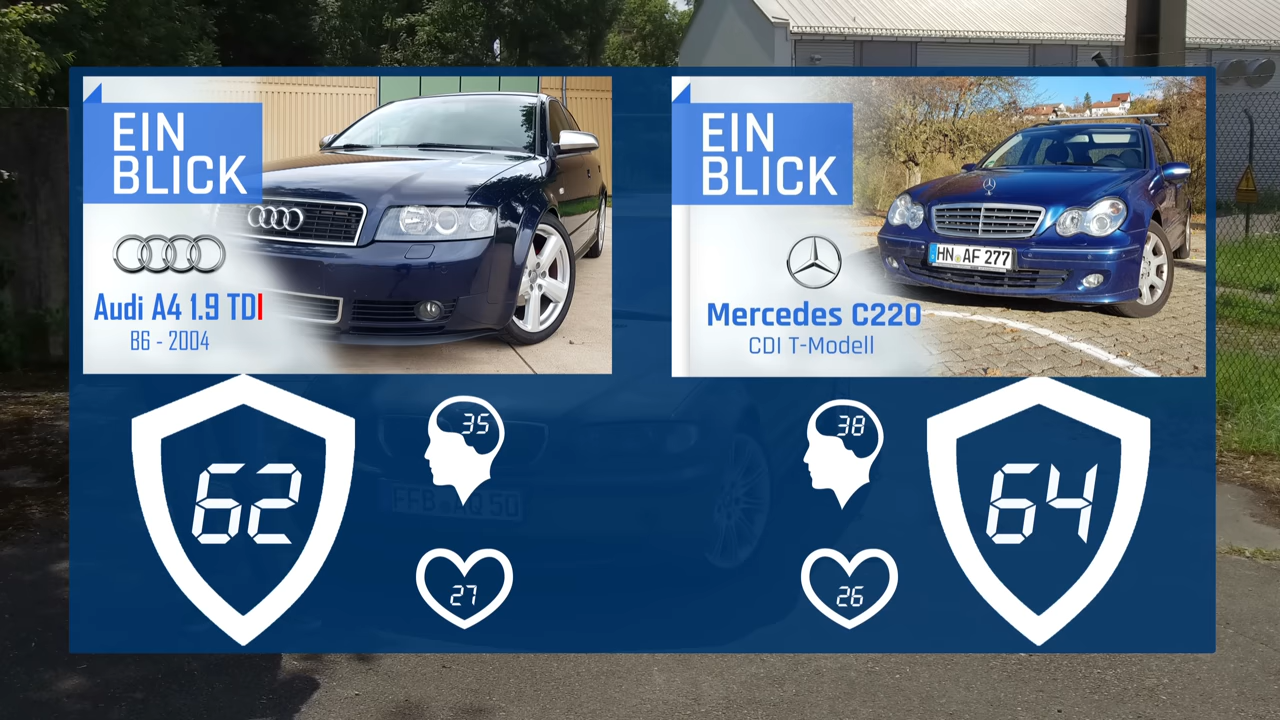 EIN
BLICK
Audi A4 1.9 TDI
B6 - 2004
EIN
BLICK
HN AF 277
Mercedes C220
CDI T-Modell
62
35
27
38
26
64